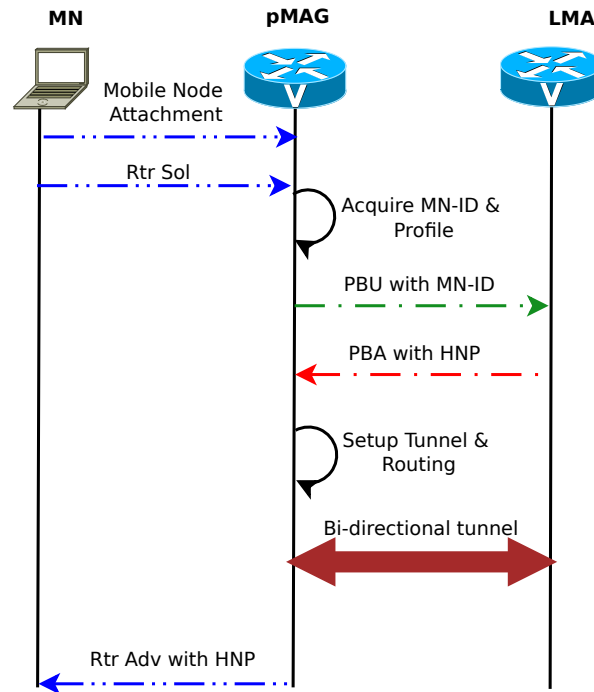 MN
pMAG
LMA
V
V
Mobile Node
Attachment
Rtr Sol
Acquire MN-ID &
Profile
PBU with MN-ID
PBA with HNP
Setup Tunnel &
Routing
Bi-directional tunnel
Rtr Adv with HNP